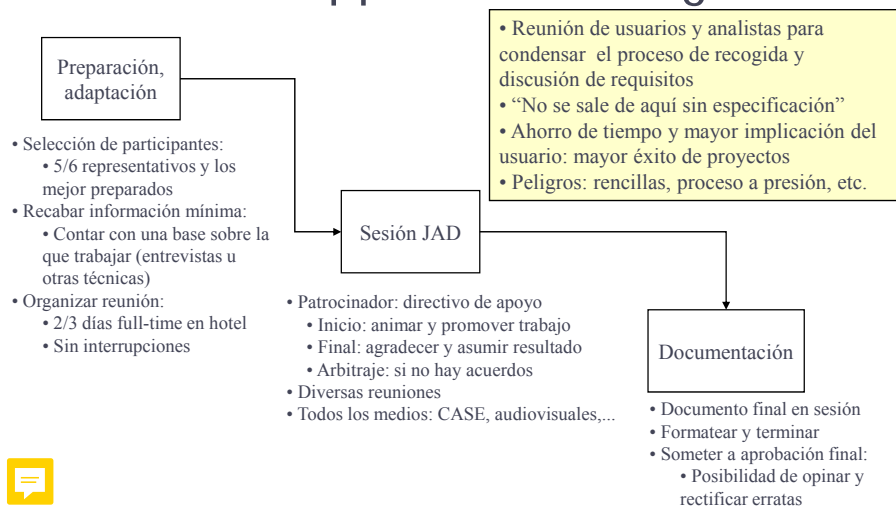 • Reunión de usuarios y analistas para
condensar el proceso de recogida y
discusión de requisitos
• “No se sale de aquí sin especificación”
• Ahorro de tiempo y mayor implicación del
usuario: mayor éxito de proyectos
• Peligros: rencillas, proceso a presión, etc.
Preparación,
adaptación
• Selección de participantes:
• 5/6 representativos y los
mejor preparados
• Recabar información mínima:
• Contar con una base sobre la
que trabajar (entrevistas u
otras técnicas)
• Organizar reunión:
• 2/3 días full-time en hotel
• Sin interrupciones
Sesión JAD
• Patrocinador: directivo de apoyo
• Inicio: animar y promover trabajo
• Final: agradecer y asumir resultado
• Arbitraje: si no hay acuerdos
• Diversas reuniones
• Todos los medios: CASE, audiovisuales,...
Documentación
• Documento final en sesión
• Formatear y terminar
• Someter a aprobación final:
• Posibilidad de opinar y
rectificar erratas